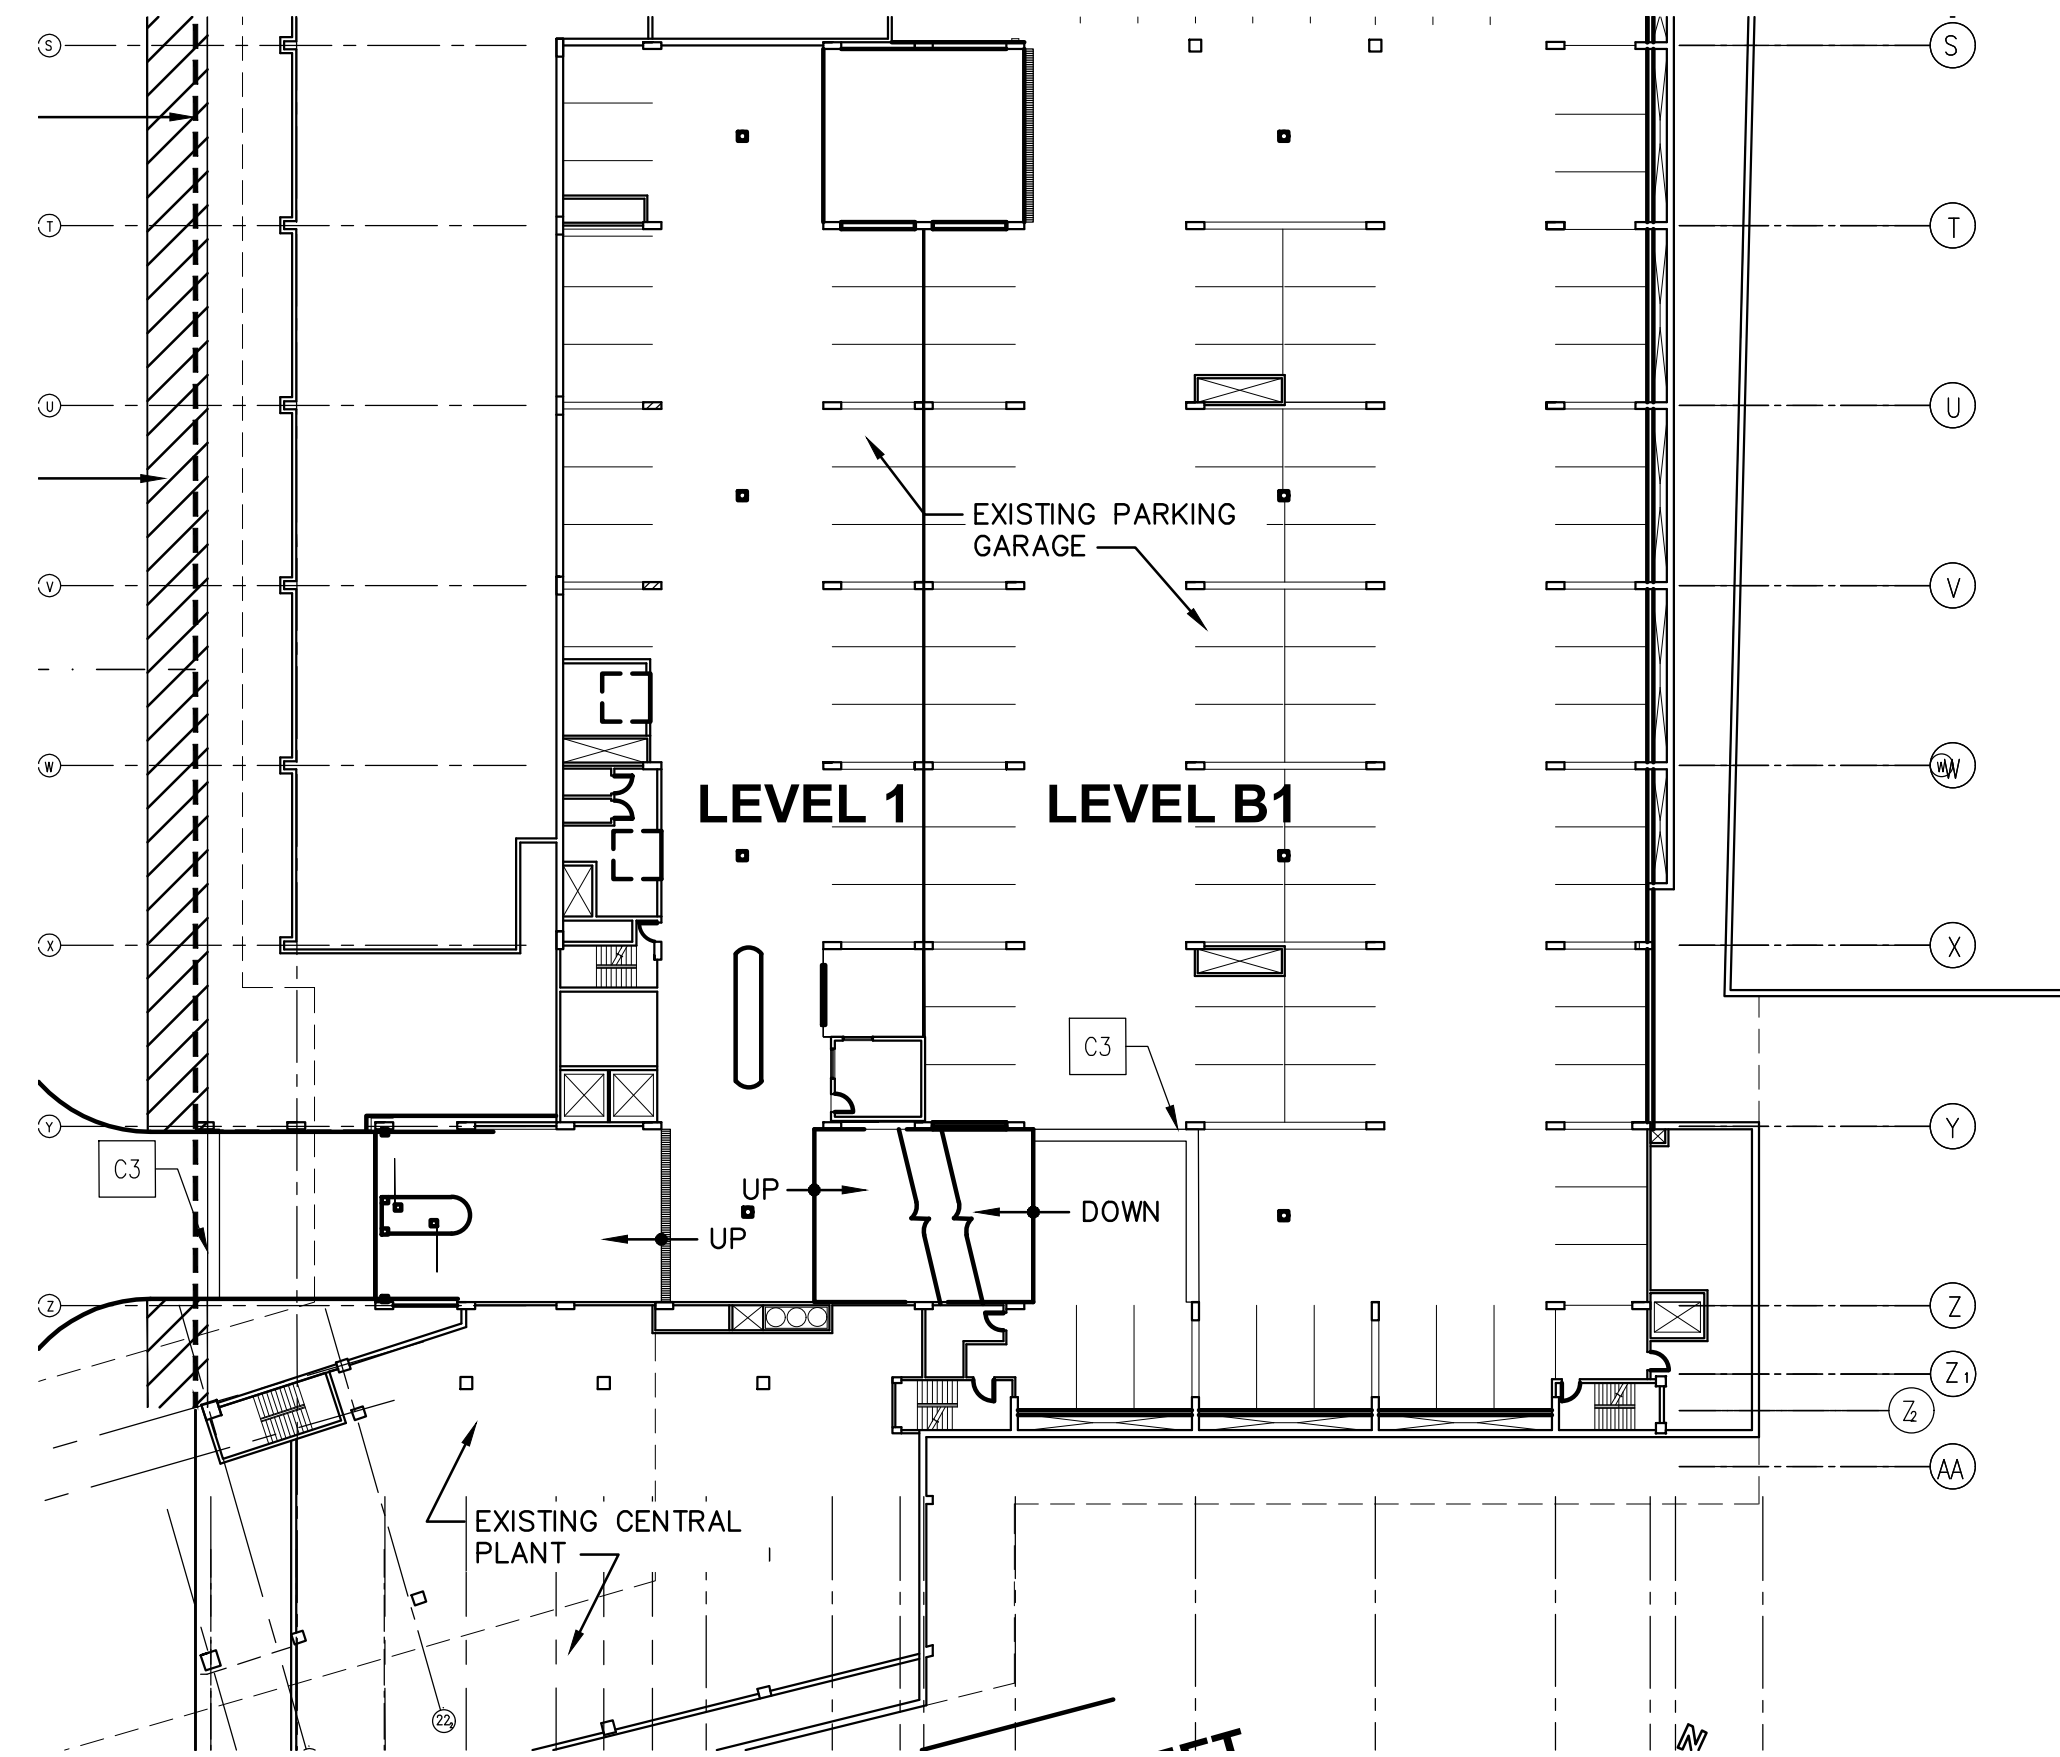 S
S
T
T
U
U
EXISTING PARKING
GARAGE
V
V
W
W
W
LEVEL 1
LEVEL B1
X
X
C3
Y
Y
C3
UP
DOWN
UP
Z
Z
Z1
Z2
AA
EXISTING CENTRAL
PLANT
22
N